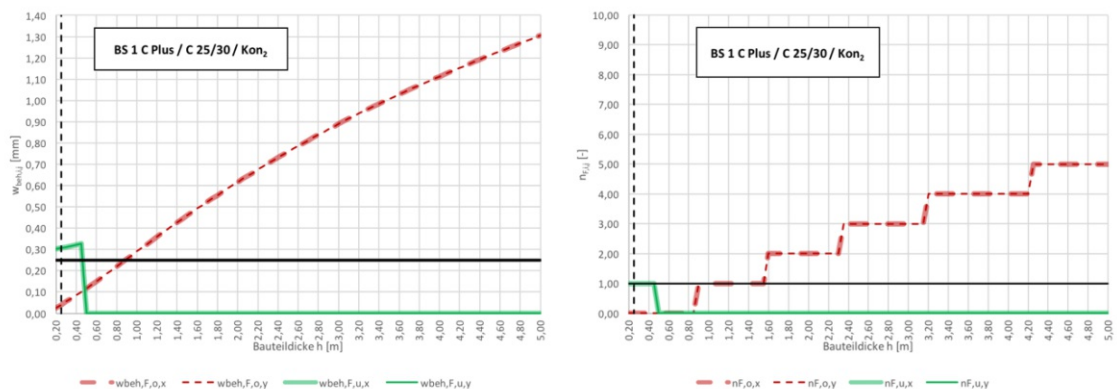 BS 1 C Plus / C 25/30 / Kon2
w beh,i,j [mm]
1,40
1,30
1,20
1,10
1,00
0,90
0,80
0,70
0,60
0,50
0,40
0,30
0,20
0,10
0,00
0,20 0,40 0,60 0,80 1,00 1,20 1,40 1,60 1,80 2,00 2,20 2,40 2,60 2,80 3,00 3,20 3,40 3,60 3,80 4,00 4,20 4,40 4,60 4,80 5,00
Bauteildicke h [m]
wbeh,F,o,x wbeh,F,o,y wbeh,F,u,x wbeh,F,u,y
BS 1 C Plus / C 25/30 / Kon2
n F,i,j [-]
10,00
9,00
8,00
7,00
6,00
5,00
4,00
3,00
2,00
1,00
0,00
0,20 0,40 0,60 0,80 1,00 1,20 1,40 1,60 1,80 2,00 2,20 2,40 2,60 2,80 3,00 3,20 3,40 3,60 3,80 4,00 4,20 4,40 4,60 4,80 5,00
Bauteildicke h [m]
nF,o,x nF,o,y nF,u,x nF,u,y